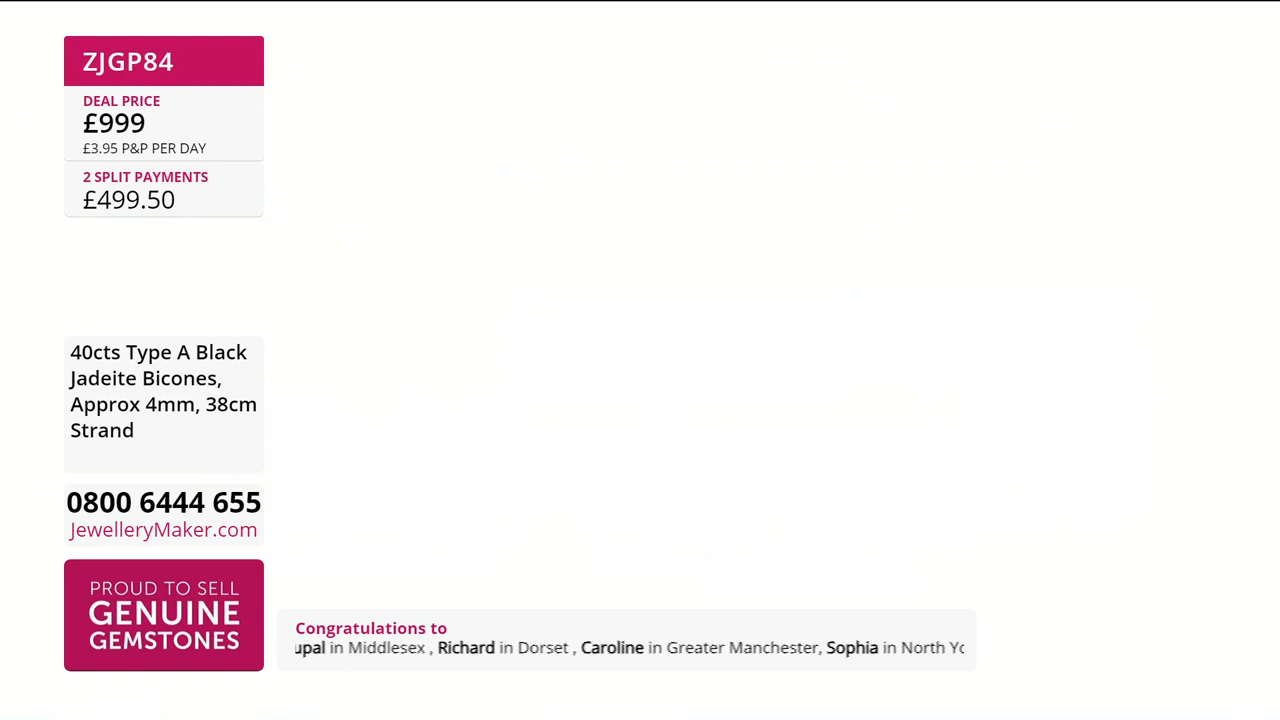 ZJGP84
DEAL PRICE
£999
£3.95 P&P PER DAY
2 SPLIT PAYMENTS
£499.50
40cts Type A Black
Jadeite Bicones,
Approx 4mm, 38cm
Strand
0800 6444 655
JewelleryMaker.com
PROUD TO SELL
GENUINE
GEMSTONES
Congratulations to
in Middlesex , Richard in Dorset , Caroline in Greater Manchester, Sophia in North